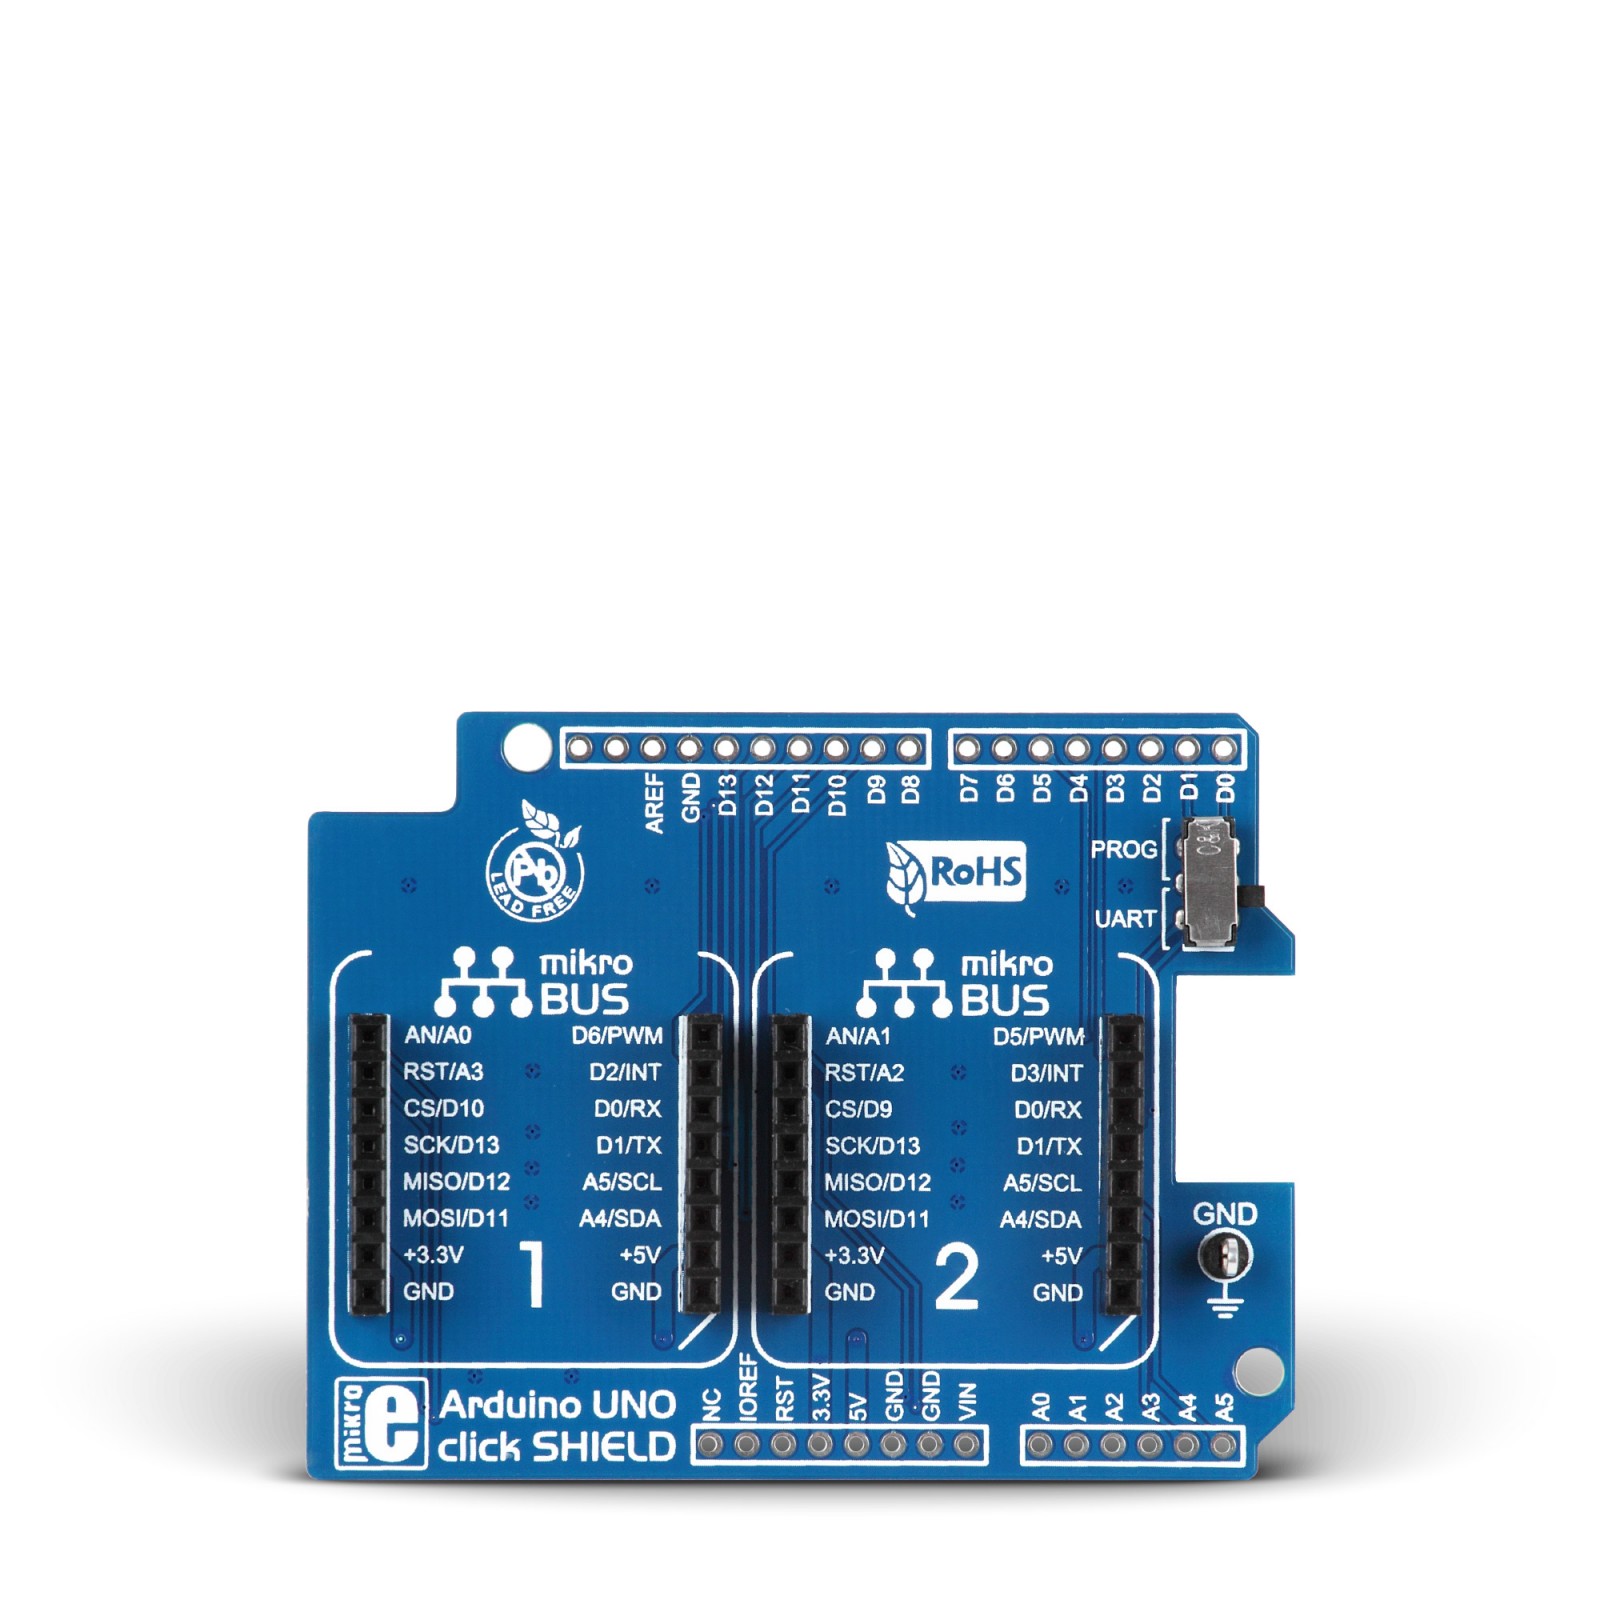 AREF GND D13 D12 D11 D10 D9 D8 D7 D6 D5 D4 D3 D2 D1 D0
Pb
LEAD FREE
RoHS
PROG
UART
mikro
BUS
AN/A0 D6/PWM
RST/A3 D2/INT
CS/D10 D0/RX
SCK/D13 D1/TX
MISO/D12 A5/SCL
MOSI/D11 A4/SDA
+3.3V +5V
GND GND
1
mikro
BUS
AN/A1 D5/PWM
RST/A2 D3/INT
CS/D9 D0/RX
SCK/D13 D1/TX
MISO/D12 A5/SCL
MOSI/D11 A4/SDA
+3.3V +5V
GND GND
2
GND
mikro
e
Arduino UNO
click SHIELD
NC IOREF RST 3.3V 5V GND GND VIN A0 A1 A2 A3 A4 A5